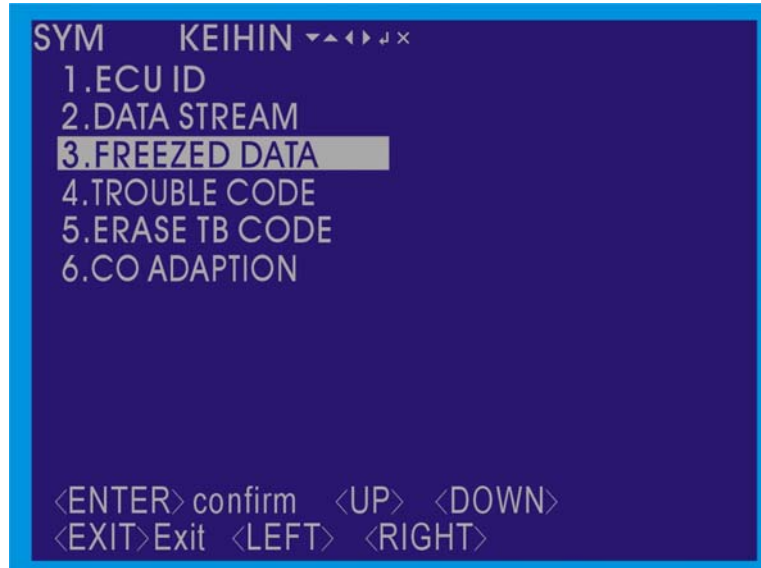 SYM KEIHIN ▾▴◂▸↲×
1.ECU ID
2.DATA STREAM
3.FREEZED DATA
4.TROUBLE CODE
5.ERASE TB CODE
6.CO ADAPTION
<ENTER> confirm <UP> <DOWN>
<EXIT>Exit <LEFT> <RIGHT>